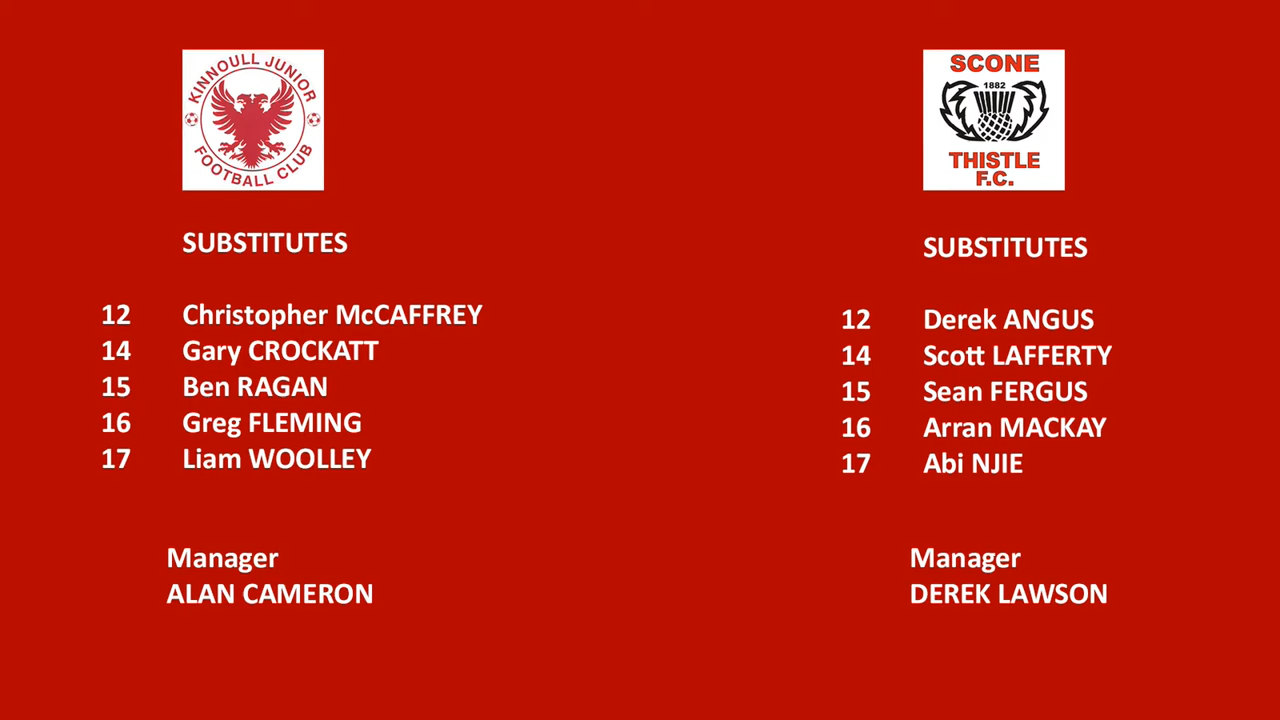 KINNOULL JUNIOR
FOOTBALL CLUB
SUBSTITUTES
12 Christopher McCAFFREY
14 Gary CROCKATT
15 Ben RAGAN
16 Greg FLEMING
17 Liam WOOLLEY
Manager
ALAN CAMERON
SCONE
1882
THISTLE
F.C.
SUBSTITUTES
12 Derek ANGUS
14 Scott LAFFERTY
15 Sean FERGUS
16 Arran MACKAY
17 Abi NJIE
Manager
DEREK LAWSON